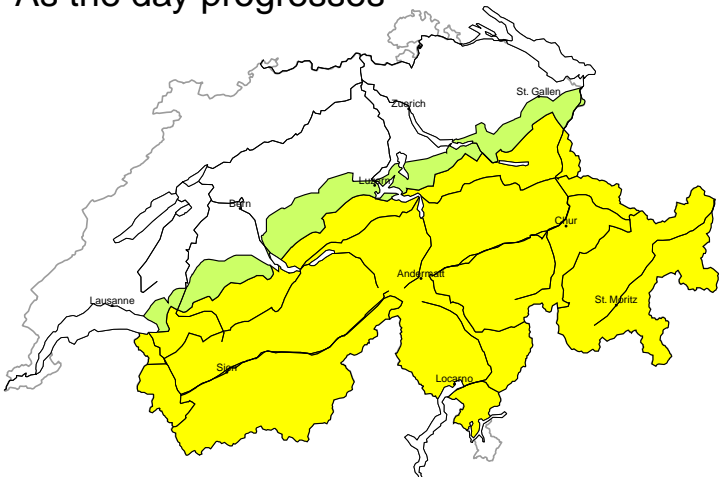 As the day progresses
St. Gallen
Zuerich
Luzern
Bern
Chur
Andermatt
Lausanne
St. Moritz
Sion
Locarno